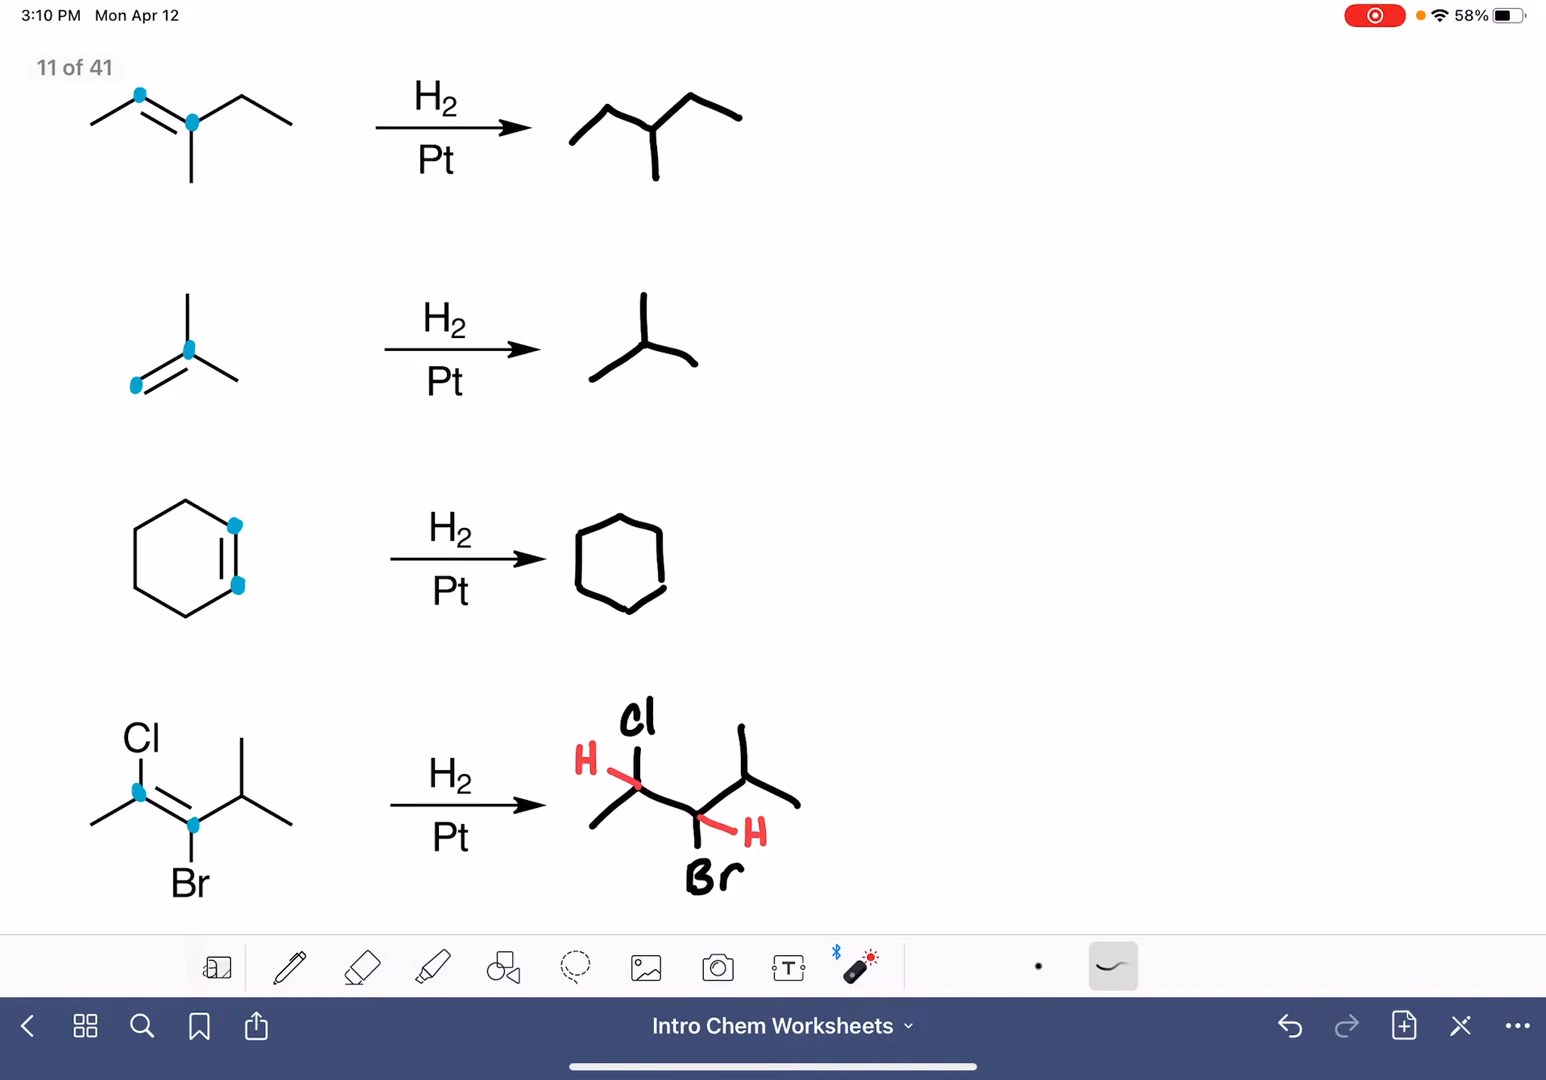 3:10 PM Mon Apr 12
58%
11 of 41
H₂
Pt
H₂
Pt
H₂
Pt
Cl
Br
H₂
Pt
Cl
H
H
Br
T
Intro Chem Worksheets